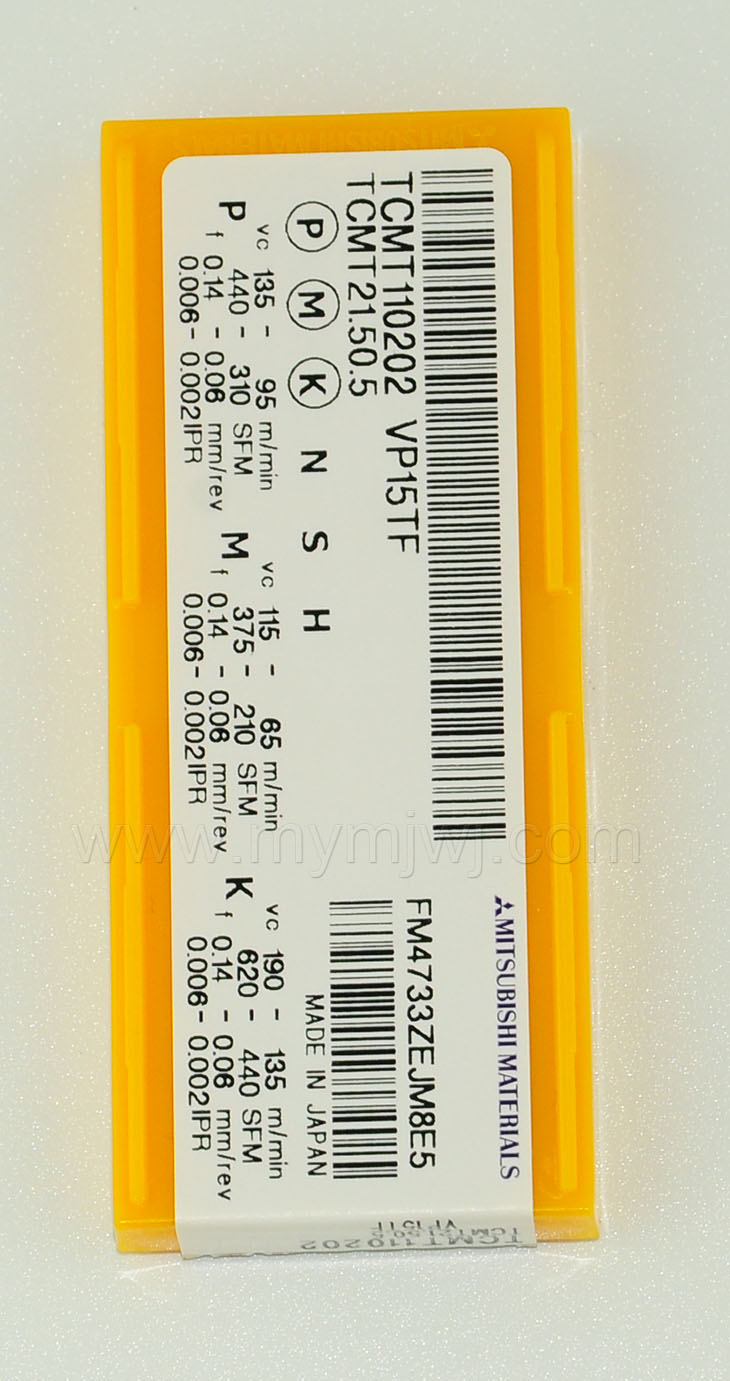 MITSUBISHI MATERIALS
TCMT110202 VP15TF
TCMT21.50.5
FM4733ZEJM8E5
P M K N S H
MADE IN JAPAN
P vc 135 - 95 m/min
440 - 310 SFM
f 0.14 - 0.06 mm/rev
0.006 - 0.002IPR
M vc 115 - 65 m/min
375 - 210 SFM
f 0.14 - 0.06 mm/rev
0.006 - 0.002IPR
K vc 190 - 135 m/min
620 - 440 SFM
f 0.14 - 0.06 mm/rev
0.006 - 0.002IPR
TCMT110202
VP15TF
MITSUBISHI MATERIALS
www.mymjwj.com